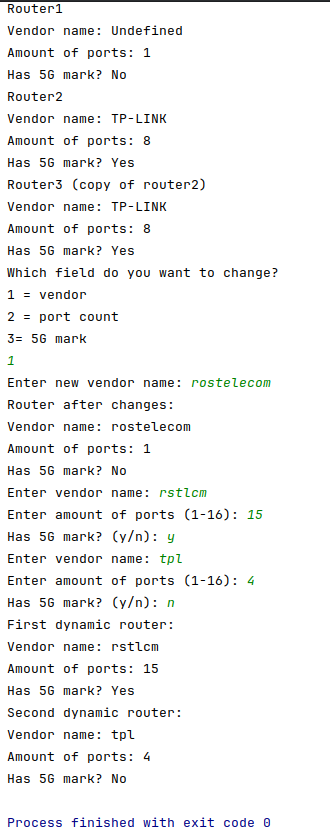 Router1
Vendor name: Undefined
Amount of ports: 1
Has 5G mark? No
Router2
Vendor name: TP-LINK
Amount of ports: 8
Has 5G mark? Yes
Router3 (copy of router2)
Vendor name: TP-LINK
Amount of ports: 8
Has 5G mark? Yes
Which field do you want to change?
1 = vendor
2 = port count
3= 5G mark
1
Enter new vendor name: rostelecom
Router after changes:
Vendor name: rostelecom
Amount of ports: 1
Has 5G mark? No
Enter vendor name: rstlcm
Enter amount of ports (1-16): 15
Has 5G mark? (y/n): y
Enter vendor name: tpl
Enter amount of ports (1-16): 4
Has 5G mark? (y/n): n
First dynamic router:
Vendor name: rstlcm
Amount of ports: 15
Has 5G mark? Yes
Second dynamic router:
Vendor name: tpl
Amount of ports: 4
Has 5G mark? No
Process finished with exit code 0